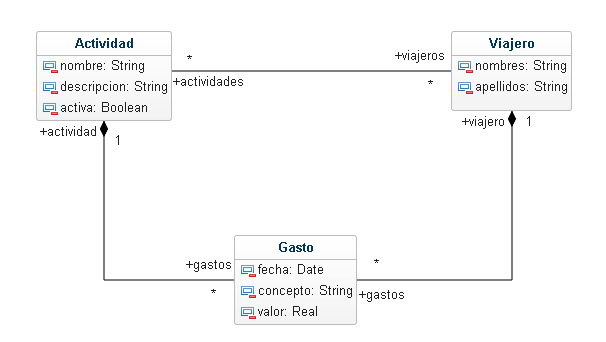 Actividad
nombre: String
descripcion: String
activa: Boolean
+actividad
1
*
+actividades
+viajeros
*
Viajero
nombres: String
apellidos: String
+viajero
1
Gasto
fecha: Date
concepto: String
valor: Real
+gastos
*
*
+gastos